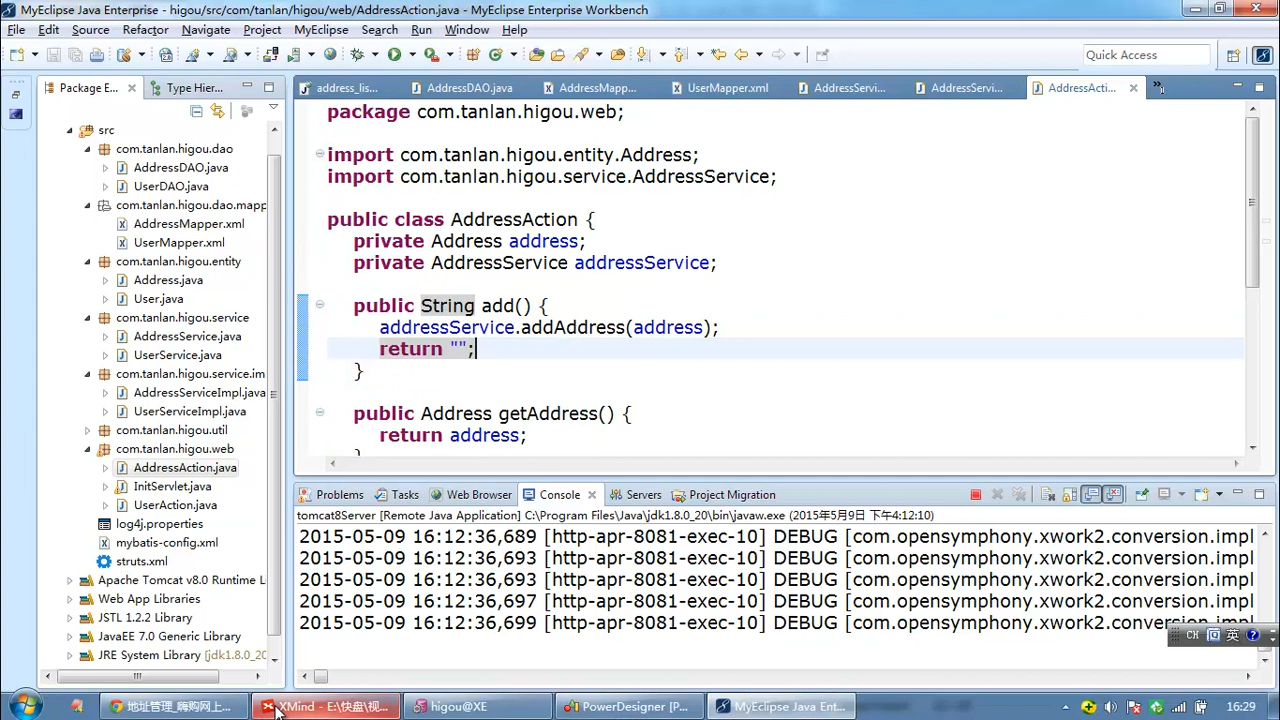 MyEclipse Java Enterprise - higou/src/com/tanlan/higou/web/AddressAction.java - MyEclipse Enterprise Workbench
File Edit Source Refactor Navigate Project MyEclipse Search Run Window Help
Quick Access
Package E...
Type Hier...
src
com.tanlan.higou.dao
AddressDAO.java
UserDAO.java
com.tanlan.higou.dao.mapp
AddressMapper.xml
UserMapper.xml
com.tanlan.higou.entity
Address.java
User.java
com.tanlan.higou.service
AddressService.java
UserService.java
com.tanlan.higou.service.im
AddressServiceImpl.java
UserServiceImpl.java
com.tanlan.higou.util
com.tanlan.higou.web
AddressAction.java
InitServlet.java
UserAction.java
log4j.properties
mybatis-config.xml
struts.xml
Apache Tomcat v8.0 Runtime L
Web App Libraries
JSTL 1.2.2 Library
JavaEE 7.0 Generic Library
JRE System Library [jdk1.8.0_20
address_lis...
AddressDAO.java
AddressMapp...
UserMapper.xml
AddressServi...
AddressServi...
AddressActi...
package com.tanlan.higou.web;
import com.tanlan.higou.entity.Address;
import com.tanlan.higou.service.AddressService;
public class AddressAction {
private Address address;
private AddressService addressService;
public String add() {
addressService.addAddress(address);
return "";
}
public Address getAddress() {
return address;
Problems Tasks Web Browser Console Servers Project Migration
tomcat8Server [Remote Java Application] C:\Program Files\Java\jdk1.8.0_20\bin\javaw.exe (2015年5月9日 下午4:12:10)
2015-05-09 16:12:36,689 [http-apr-8081-exec-10] DEBUG [com.opensymphony.xwork2.conversion.impl
2015-05-09 16:12:36,693 [http-apr-8081-exec-10] DEBUG [com.opensymphony.xwork2.conversion.impl
2015-05-09 16:12:36,693 [http-apr-8081-exec-10] DEBUG [com.opensymphony.xwork2.conversion.impl
2015-05-09 16:12:36,697 [http-apr-8081-exec-10] DEBUG [com.opensymphony.xwork2.conversion.impl
2015-05-09 16:12:36,699 [http-apr-8081-exec-10] DEBUG [com.opensymphony.xwork2.conversion.impl
CH 英
地址管理_嗨购网上...
XMind - E:\快盘\视...
higou@XE
PowerDesigner [P...
MyEclipse Java Ent...
16:29